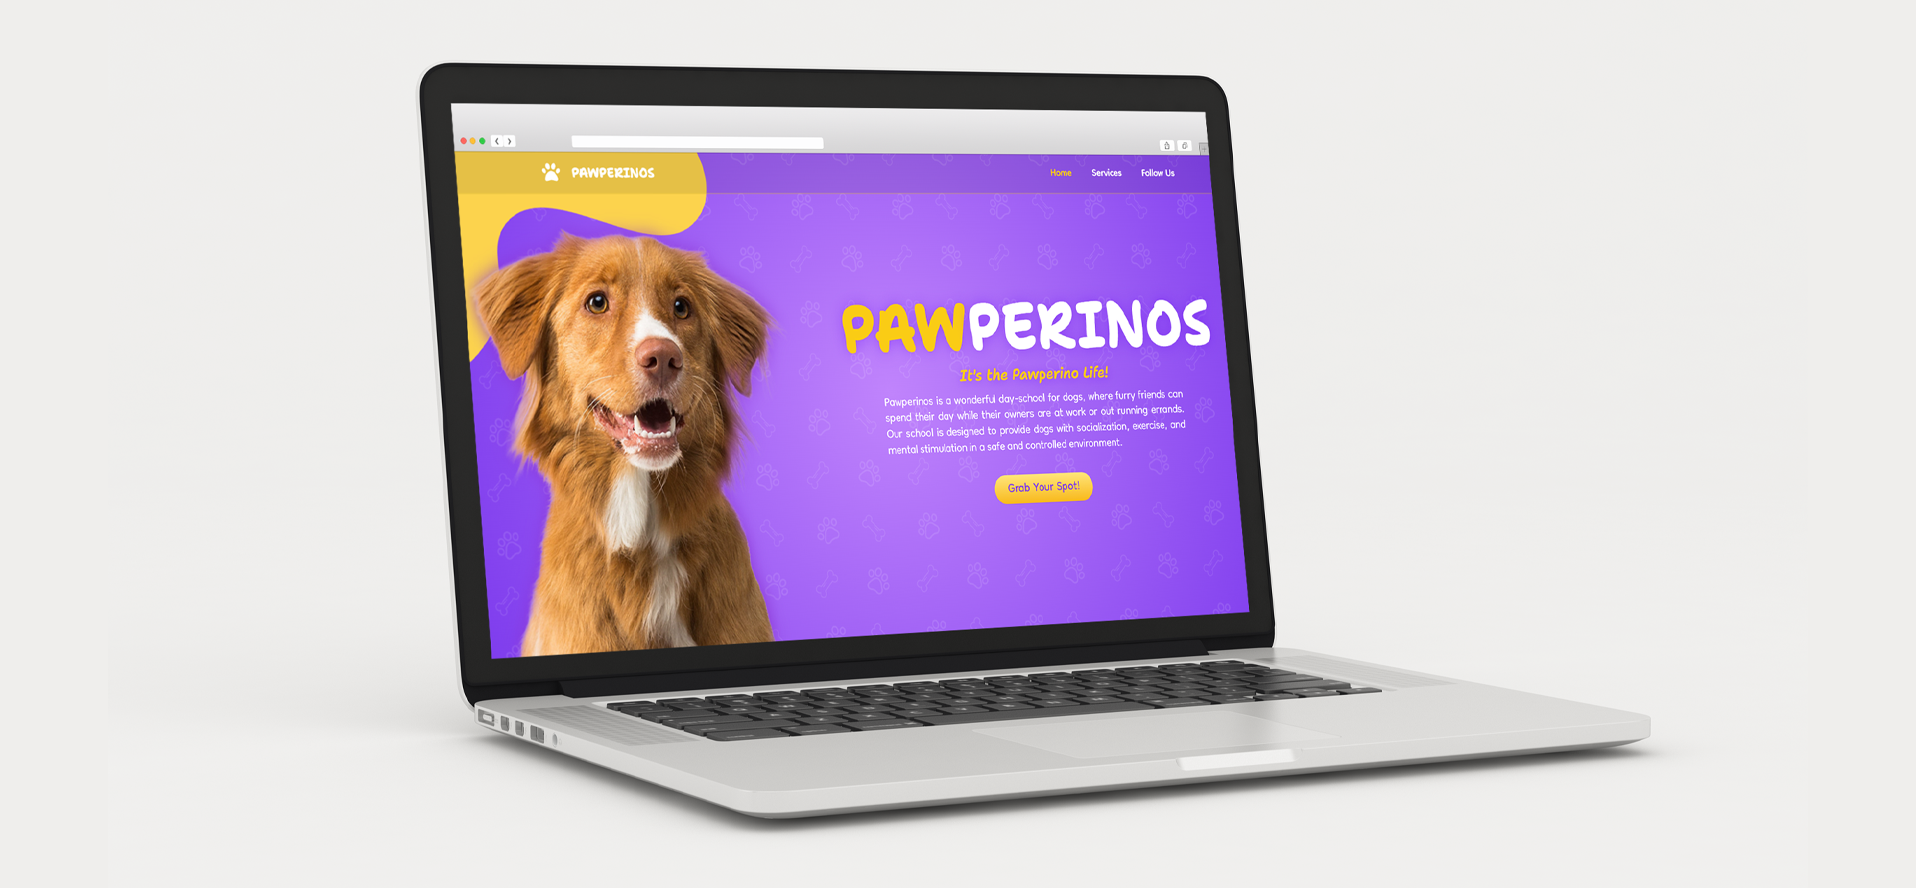 PAWPERINOS
Home Services Follow Us
PAWPERINOS
It's the Pawperino Life!
Pawperinos is a wonderful day-school for dogs, where furry friends can
spend their day while their owners are at work or out running errands.
Our school is designed to provide dogs with socialization, exercise, and
mental stimulation in a safe and controlled environment.
Grab Your Spot!